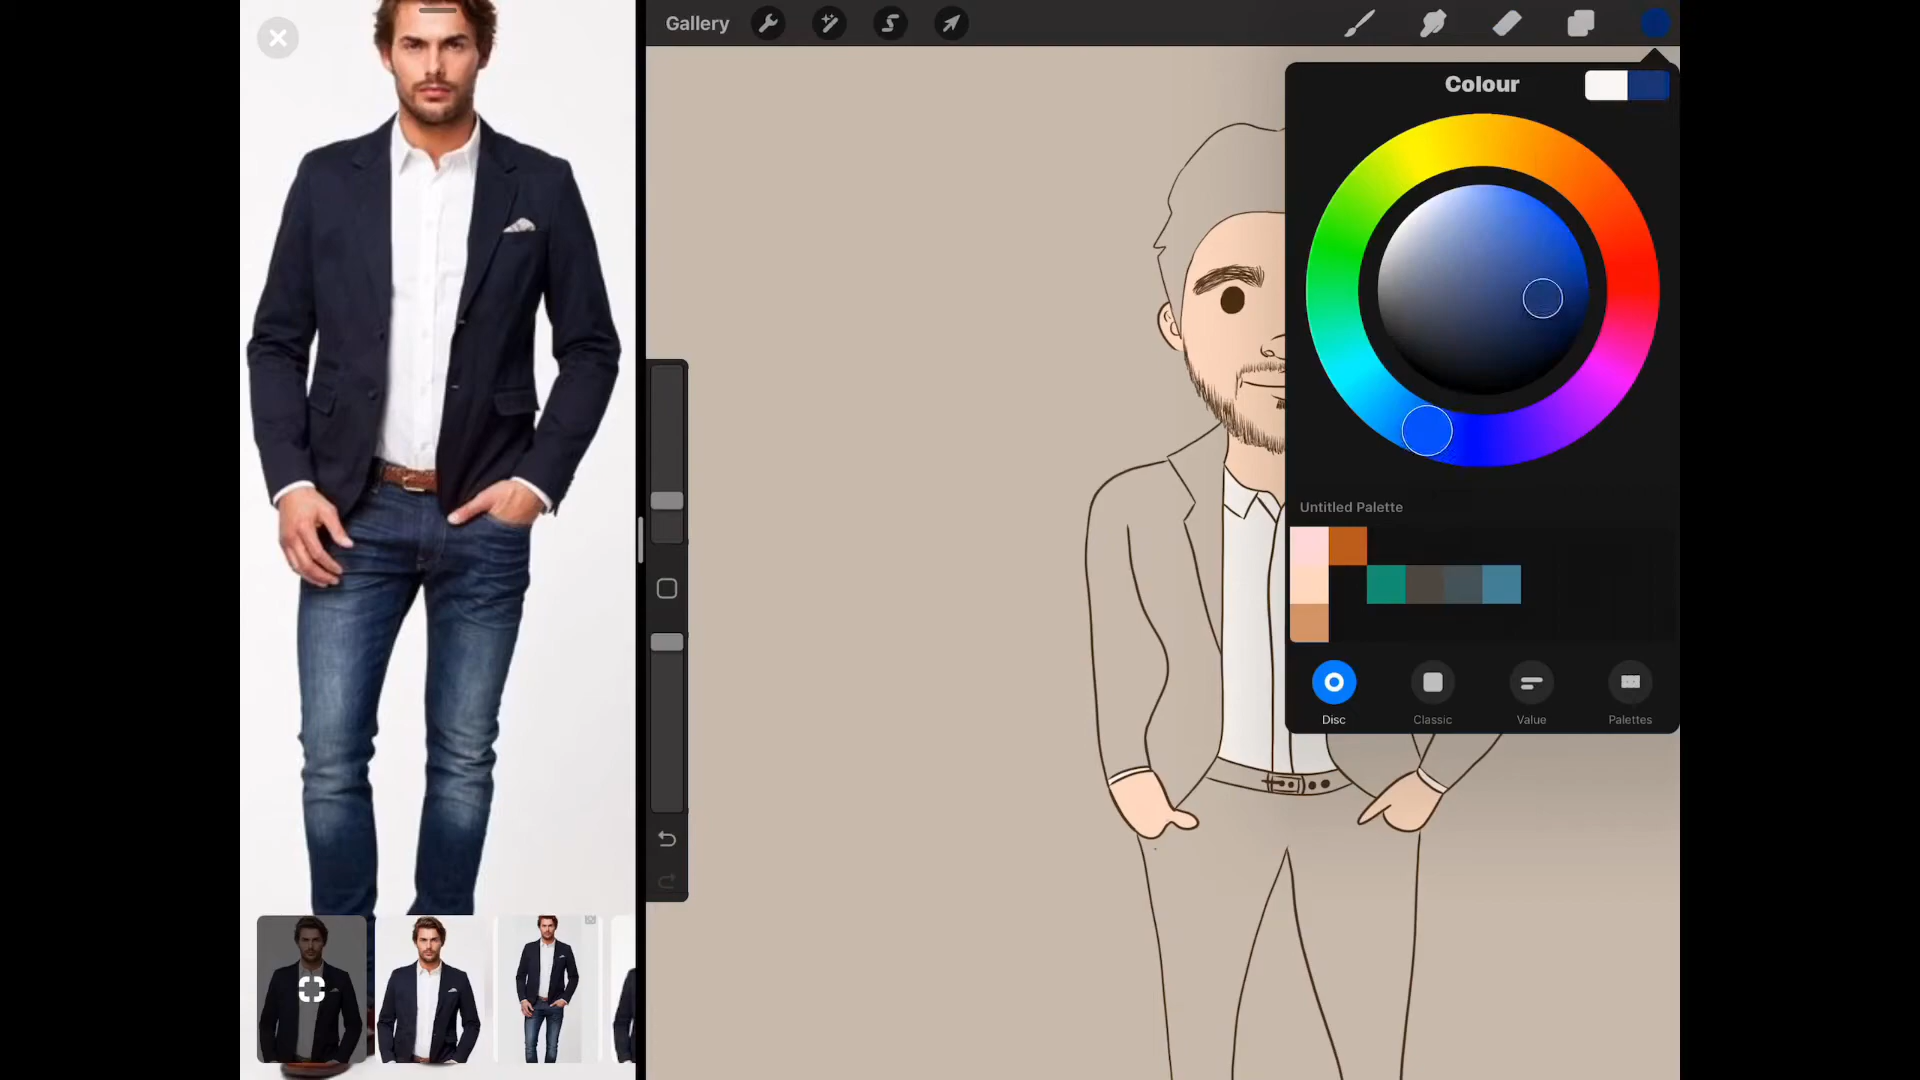 Gallery
Colour
Untitled Palette
Disc
Classic
Value
Palettes